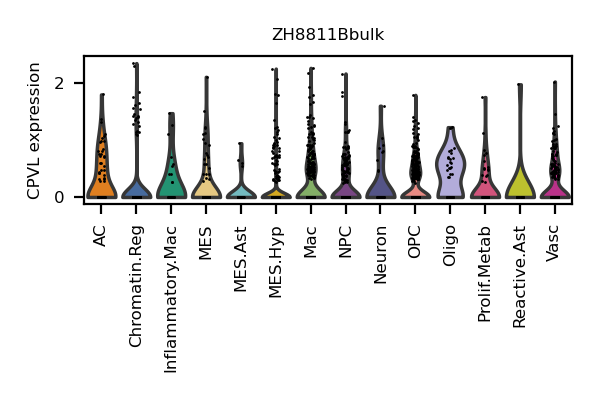 ZH8811Bbulk
CPVL expression
2
0
AC
Chromatin.Reg
Inflammatory.Mac
MES
MES.Ast
MES.Hyp
Mac
NPC
Neuron
OPC
Oligo
Prolif.Metab
Reactive.Ast
Vasc